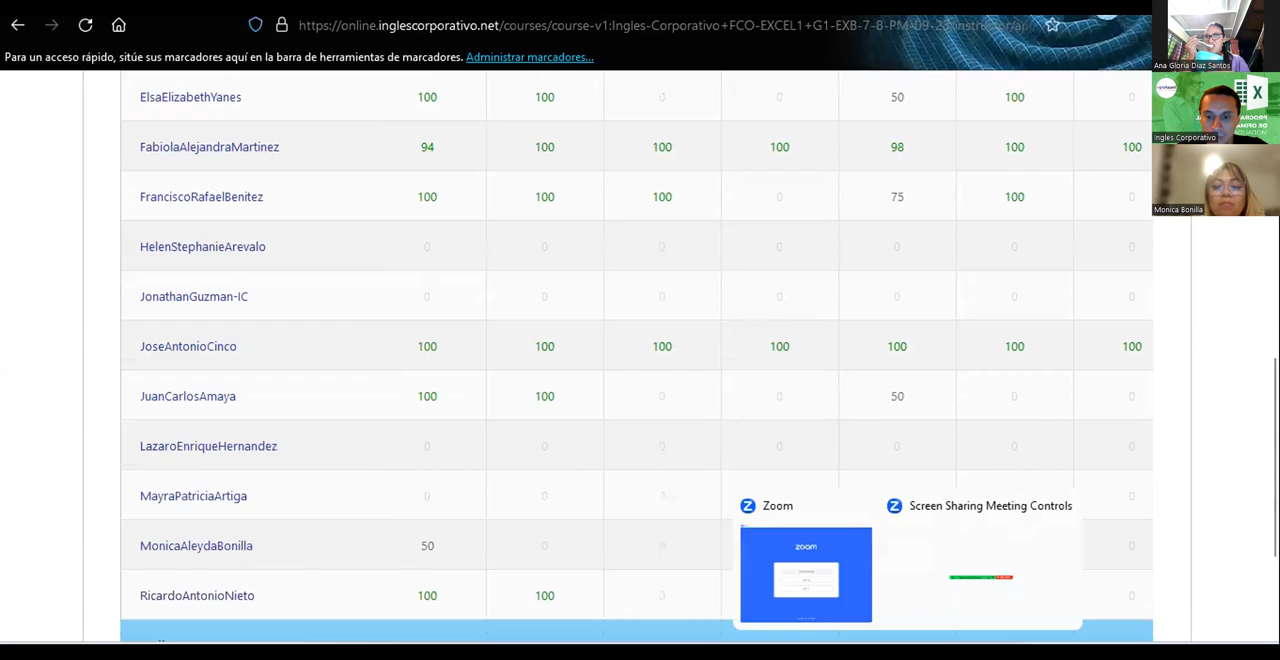 https://online.inglescorporativo.net/courses/course-v1:Ingles-Corporativo+FCO-EXCEL1+G1-EXB-7-8-PM-09-23/instructor/
Para un acceso rápido, sitúe sus marcadores aquí en la barra de herramientas de marcadores. Administrar marcadores...
Ana Gloria Diaz Santos
Ingles Corporativo
Monica Bonilla
ElsaElizabethYanes 100 100 0 0 50 100 0
FabiolaAlejandraMartinez 94 100 100 100 98 100 100
FranciscoRafaelBenitez 100 100 100 0 75 100 0
HelenStephanieArevalo 0 0 0 0 0 0 0
JonathanGuzman-IC 0 0 0 0 0 0 0
JoseAntonioCinco 100 100 100 100 100 100 100
JuanCarlosAmaya 100 100 0 0 50 0 0
LazaroEnriqueHernandez 0 0 0 0 0 0 0
MayraPatriciaArtiga 0 0 0
MonicaAleydaBonilla 50 0 0 0
RicardoAntonioNieto 100 100 0 0
Zoom
Screen Sharing Meeting Controls
zoom